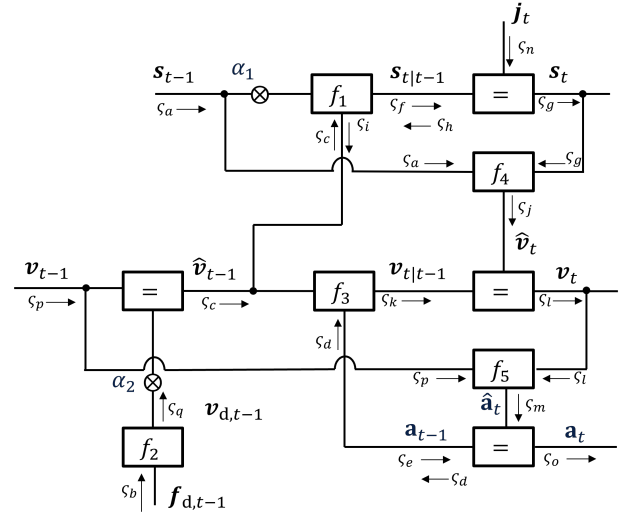 j_t
ς_n
s_{t-1} α_1 s_{t|t-1} s_t
f_1 =
ς_a ς_f ς_g
ς_c ς_i ς_h
ς_a ς_g
f_4
ς_j
v̂_t
v_{t-1} v̂_{t-1} v_{t|t-1} v_t
= f_3 =
ς_p ς_c ς_k ς_l
ς_d
f_5
ς_p ς_l
α_2 â_t ς_m
ς_q v_{d,t-1}
f_2 a_{t-1} = a_t
ς_e ς_o
ς_b ς_d
f_{d,t-1}